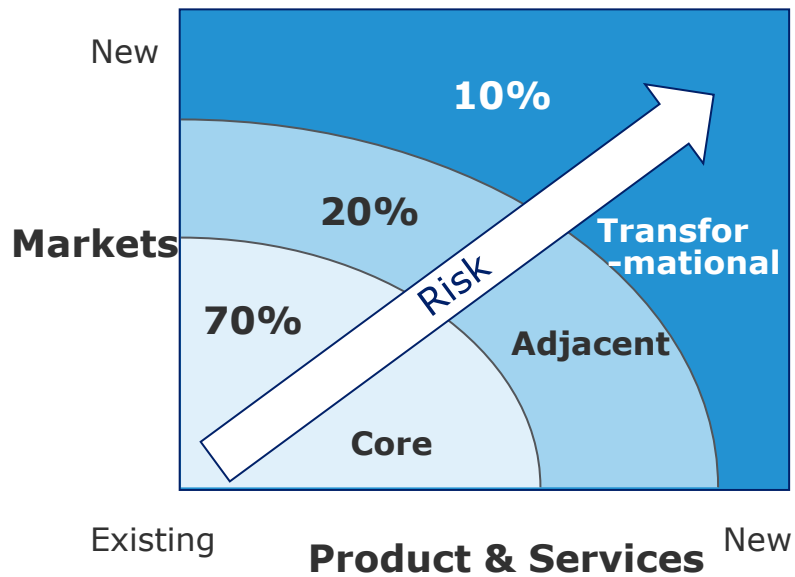 New
10%
20%
Markets
Transfor
-mational
Risk
70%
Adjacent
Core
Existing
New
Product & Services